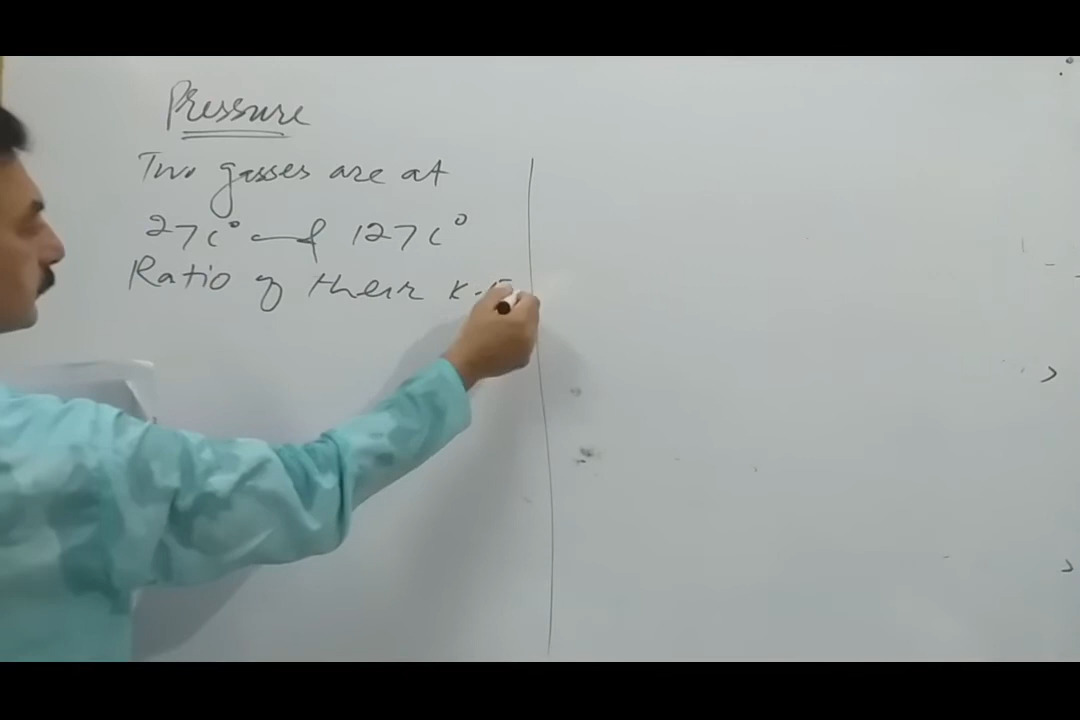 Pressure
Two gasses are at
27c° and 127c°
Ratio of their K.E